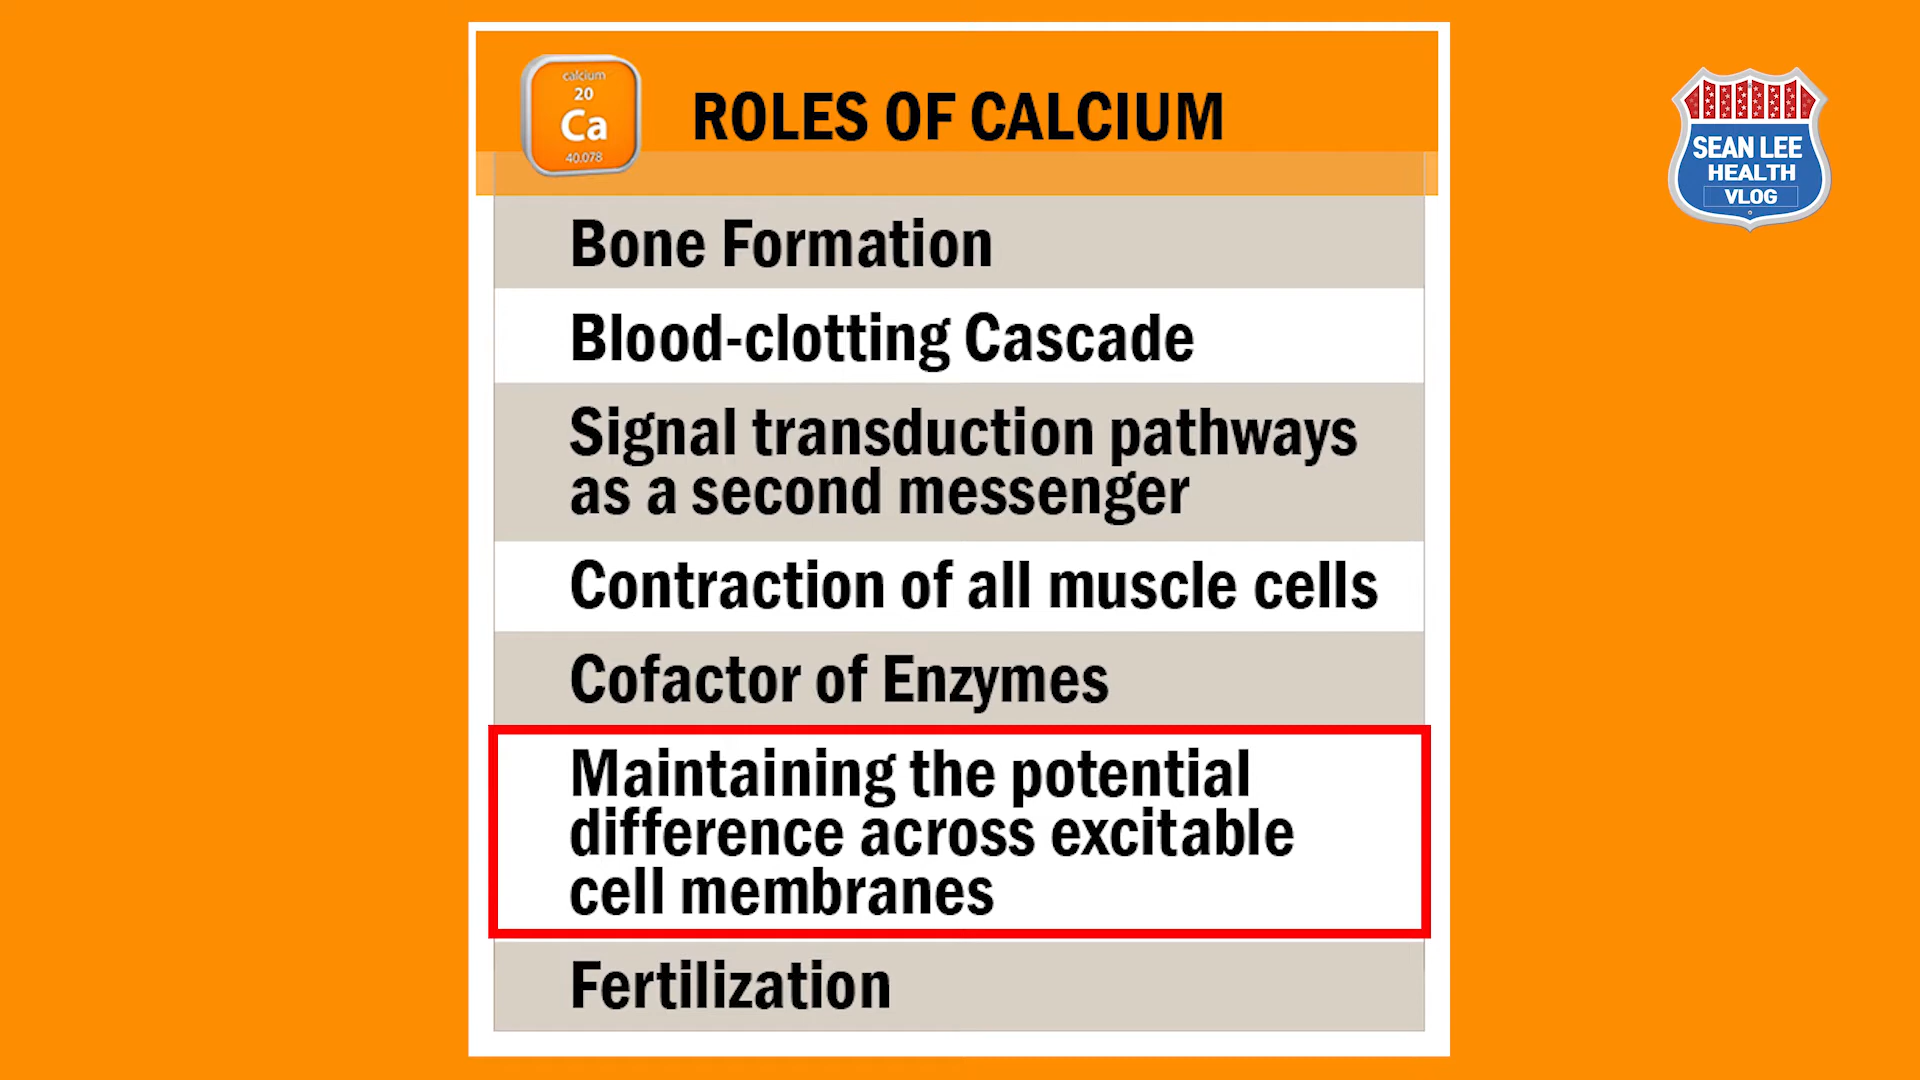 calcium
20
Ca
40.078
ROLES OF CALCIUM
SEAN LEE
HEALTH
VLOG
Bone Formation
Blood-clotting Cascade
Signal transduction pathways
as a second messenger
Contraction of all muscle cells
Cofactor of Enzymes
Maintaining the potential
difference across excitable
cell membranes
Fertilization